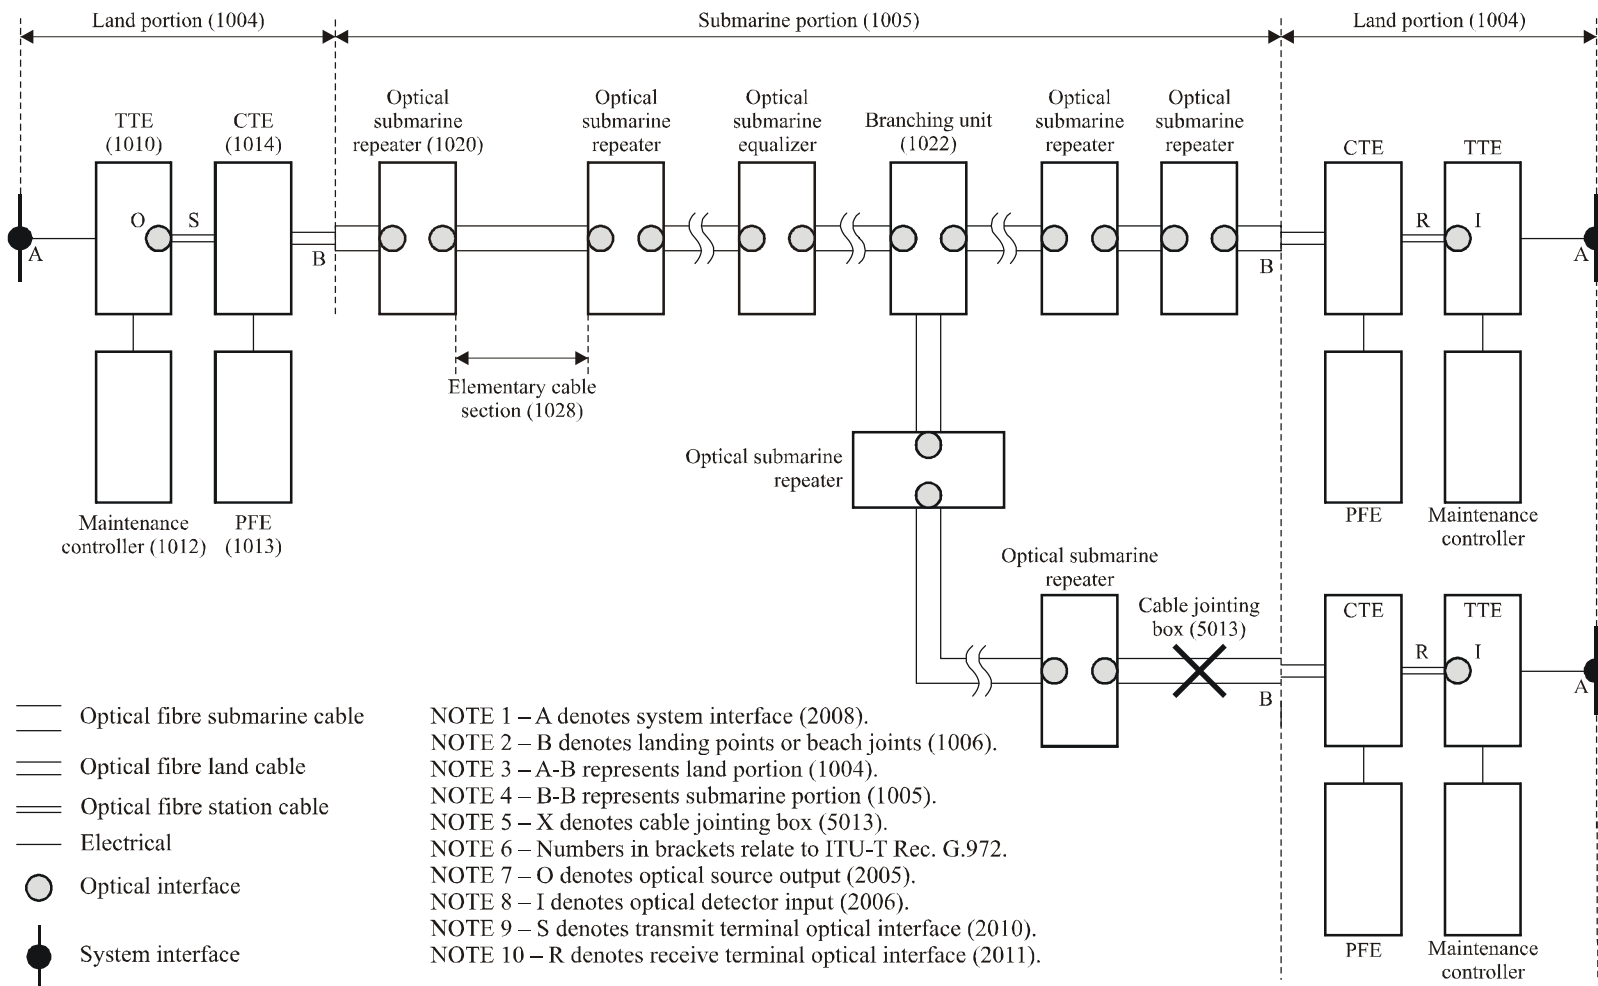 Land portion (1004)
Submarine portion (1005)
Land portion (1004)
TTE
(1010)
CTE
(1014)
Optical
submarine
repeater (1020)
Optical
submarine
repeater
Optical
submarine
equalizer
Branching unit
(1022)
Optical
submarine
repeater
Optical
submarine
repeater
CTE
TTE
O
S
A
B
B
R
I
A
Elementary cable
section (1028)
Optical submarine
repeater
Maintenance
controller (1012)
PFE
(1013)
PFE
Maintenance
controller
Optical submarine
repeater
Cable jointing
box (5013)
CTE
TTE
R
I
B
A
PFE
Maintenance
controller
Optical fibre submarine cable
Optical fibre land cable
Optical fibre station cable
Electrical
Optical interface
System interface
NOTE 1 – A denotes system interface (2008).
NOTE 2 – B denotes landing points or beach joints (1006).
NOTE 3 – A-B represents land portion (1004).
NOTE 4 – B-B represents submarine portion (1005).
NOTE 5 – X denotes cable jointing box (5013).
NOTE 6 – Numbers in brackets relate to ITU-T Rec. G.972.
NOTE 7 – O denotes optical source output (2005).
NOTE 8 – I denotes optical detector input (2006).
NOTE 9 – S denotes transmit terminal optical interface (2010).
NOTE 10 – R denotes receive terminal optical interface (2011).